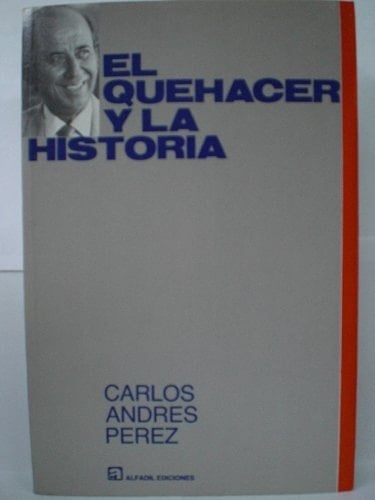 EL
QUEHACER
Y LA
HISTORIA
CARLOS
ANDRES
PEREZ
ALFADIL EDICIONES